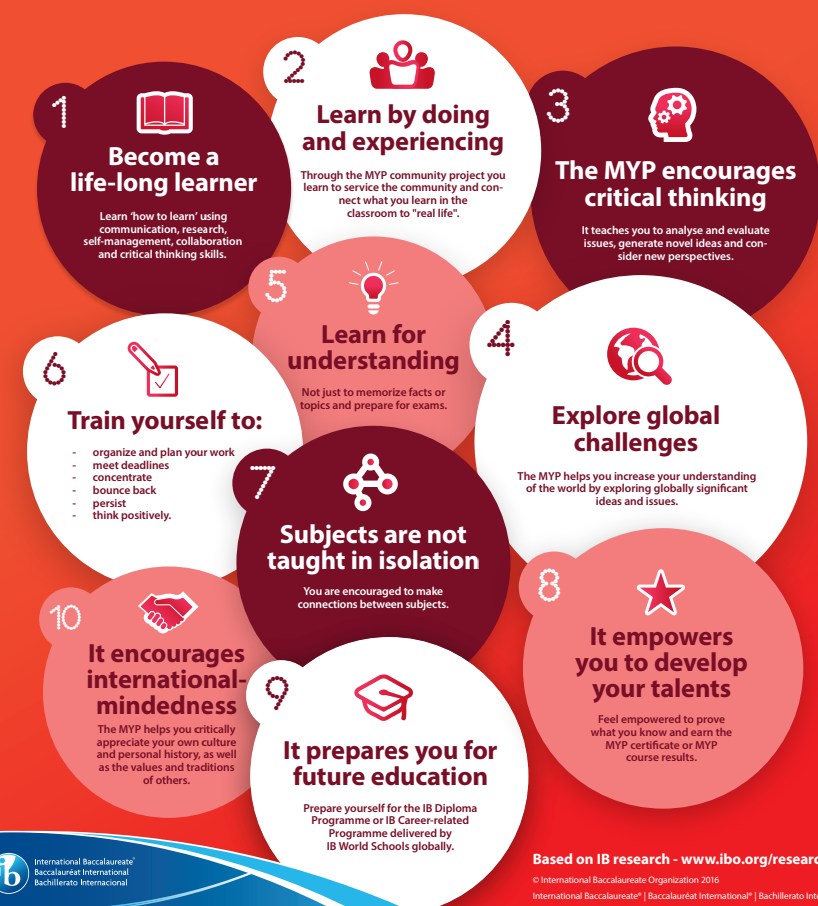 1
Become a
life-long learner
Learn ‘how to learn’ using
communication, research,
self-management, collaboration
and critical thinking skills.
2
Learn by doing
and experiencing
Through the MYP community project you
learn to service the community and con-
nect what you learn in the
classroom to "real life".
3
The MYP encourages
critical thinking
It teaches you to analyse and evaluate
issues, generate novel ideas and con-
sider new perspectives.
4
Explore global
challenges
The MYP helps you increase your understanding
of the world by exploring globally significant
ideas and issues.
5
Learn for
understanding
Not just to memorize facts or
topics and prepare for exams.
6
Train yourself to:
- organize and plan your work
- meet deadlines
- concentrate
- bounce back
- persist
- think positively.
7
Subjects are not
taught in isolation
You are encouraged to make
connections between subjects.
8
It empowers
you to develop
your talents
Feel empowered to prove
what you know and earn the
MYP certificate or MYP
course results.
9
It prepares you for
future education
Prepare yourself for the IB Diploma
Programme or IB Career-related
Programme delivered by
IB World Schools globally.
10
It encourages
international-
mindedness
The MYP helps you critically
appreciate your own culture
and personal history, as well
as the values and traditions
of others.
International Baccalaureate®
Baccalauréat International
Bachillerato Internacional
Based on IB research - www.ibo.org/researc
© International Baccalaureate Organization 2016
International Baccalaureate® | Baccalauréat International® | Bachillerato Inte